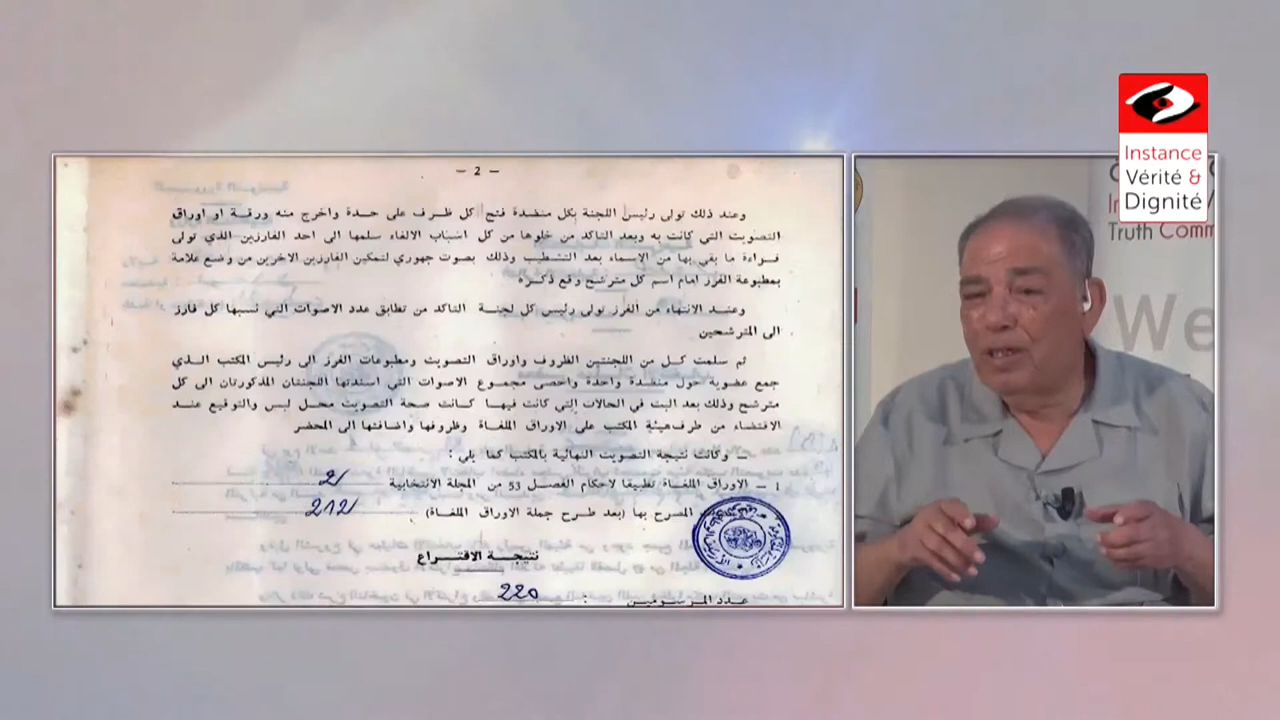 — 2 —
وعند ذلك تولى رئيس اللجنة بكل منضدة فتح كل ظرف على حدة واخرج منه ورقة او اوراق
التصويت التي كانت به وبعد التاكد من خلوها من كل اسباب الالغاء سلمها الى احد الفارزين الذي تولى
قراءة ما بقي بها من الاسماء بعد التشطيب وذلك بصوت جهوري لتمكين الفارزين الاخرين من وضع علامة
بمطبوعة الفرز امام اسم كل مترشح وقع ذكره
وعند الانتهاء من الفرز تولى رئيس كل لجنة التاكد من تطابق عدد الاصوات التي نسبها كل فارز
الى المترشحين
ثم سلمت كل من اللجنتين الظروف واوراق التصويت ومطبوعات الفرز الى رئيس المكتب الذي
جمع عضويه حول منضدة واحدة واحصى مجموع الاصوات التي اسندتها اللجنتان المذكورتان الى كل
مترشح وذلك بعد البت في الحالات التي كانت فيها كانت صحة التصويت محل لبس والتوقيع عند
الاقتضاء من طرف هيئة المكتب على الاوراق الملغاة وظروفها واضافتها الى المحضر
— وكانت نتيجة التصويت النهائية بالمكتب كما يلي :
1 — الاوراق الملغاة تطبيقا لاحكام الفصل 53 من المجلة الانتخابية 2
المصرح بها (بعد طرح جملة الاوراق الملغاة) 212
نتيجة الاقتراع
عدد المرسومين : 220
Instance
Vérité &
Dignité
Truth Comm
We